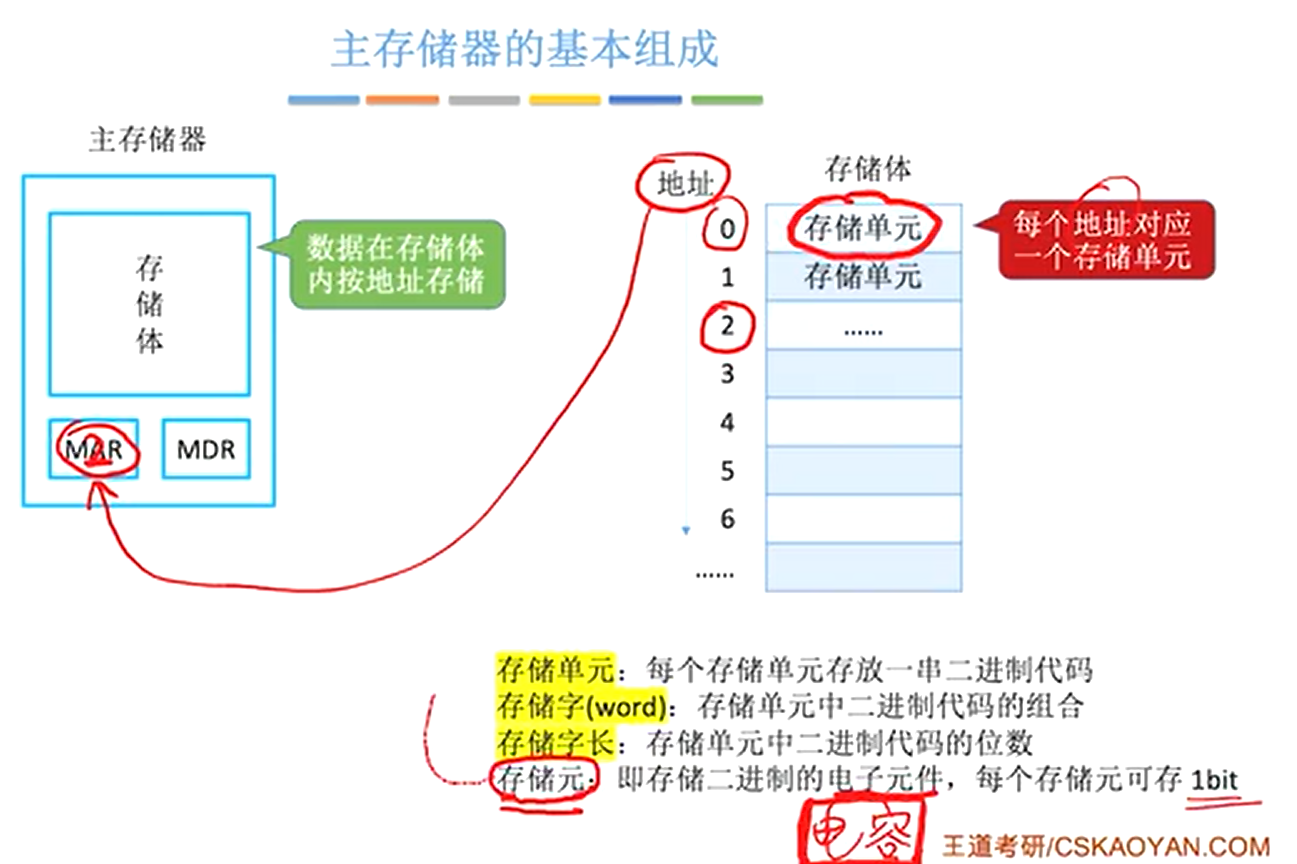 主存储器的基本组成
主存储器
存储体
MAR
2
MDR
数据在存储体
内按地址存储
地址
存储体
0
存储单元
1
存储单元
2
......
3
4
5
6
......
每个地址对应
一个存储单元
存储单元：每个存储单元存放一串二进制代码
存储字(word)：存储单元中二进制代码的组合
存储字长：存储单元中二进制代码的位数
存储元：即存储二进制的电子元件，每个存储元可存 1bit
电容
王道考研/CSKAOYAN.COM